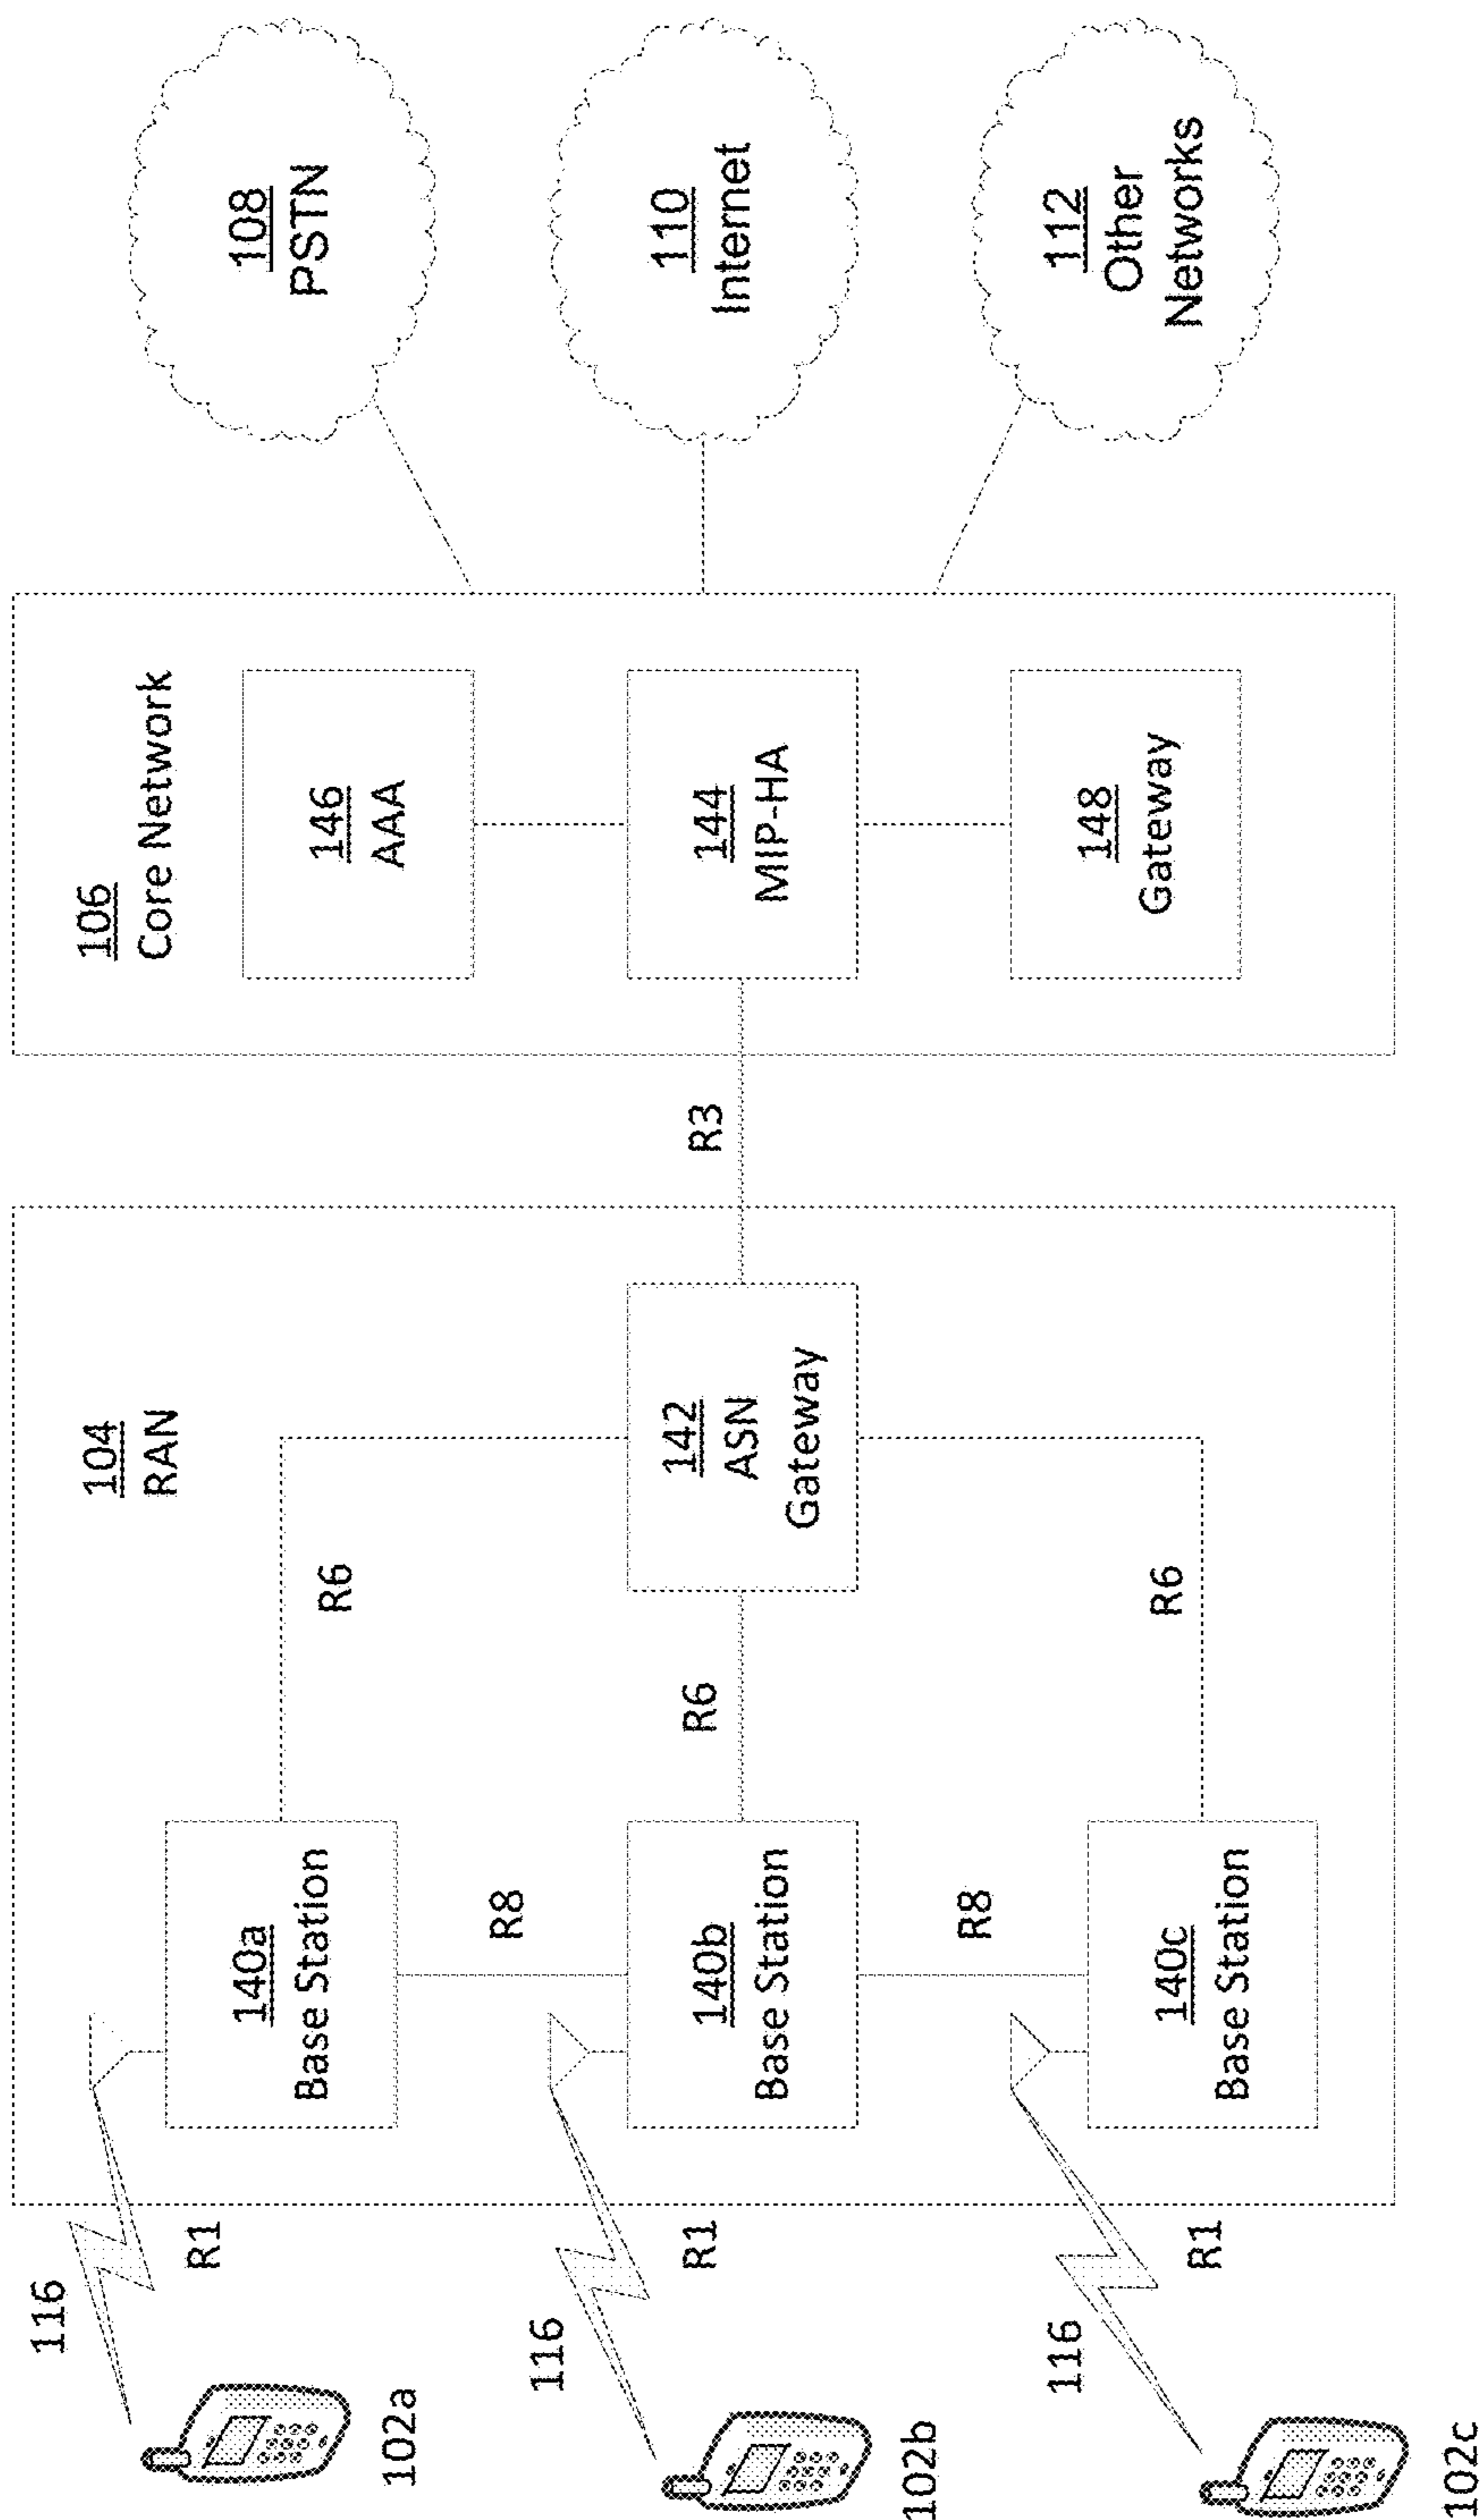 116
R1
102a
116
R1
102b
116
R1
102c
104
RAN
140a
Base Station
R8
140b
Base Station
R8
140c
Base Station
R6
R6
R6
142
ASN
Gateway
R3
106
Core Network
146
AAA
144
MIP-HA
148
Gateway
108
PSTN
110
Internet
112
Other
Networks